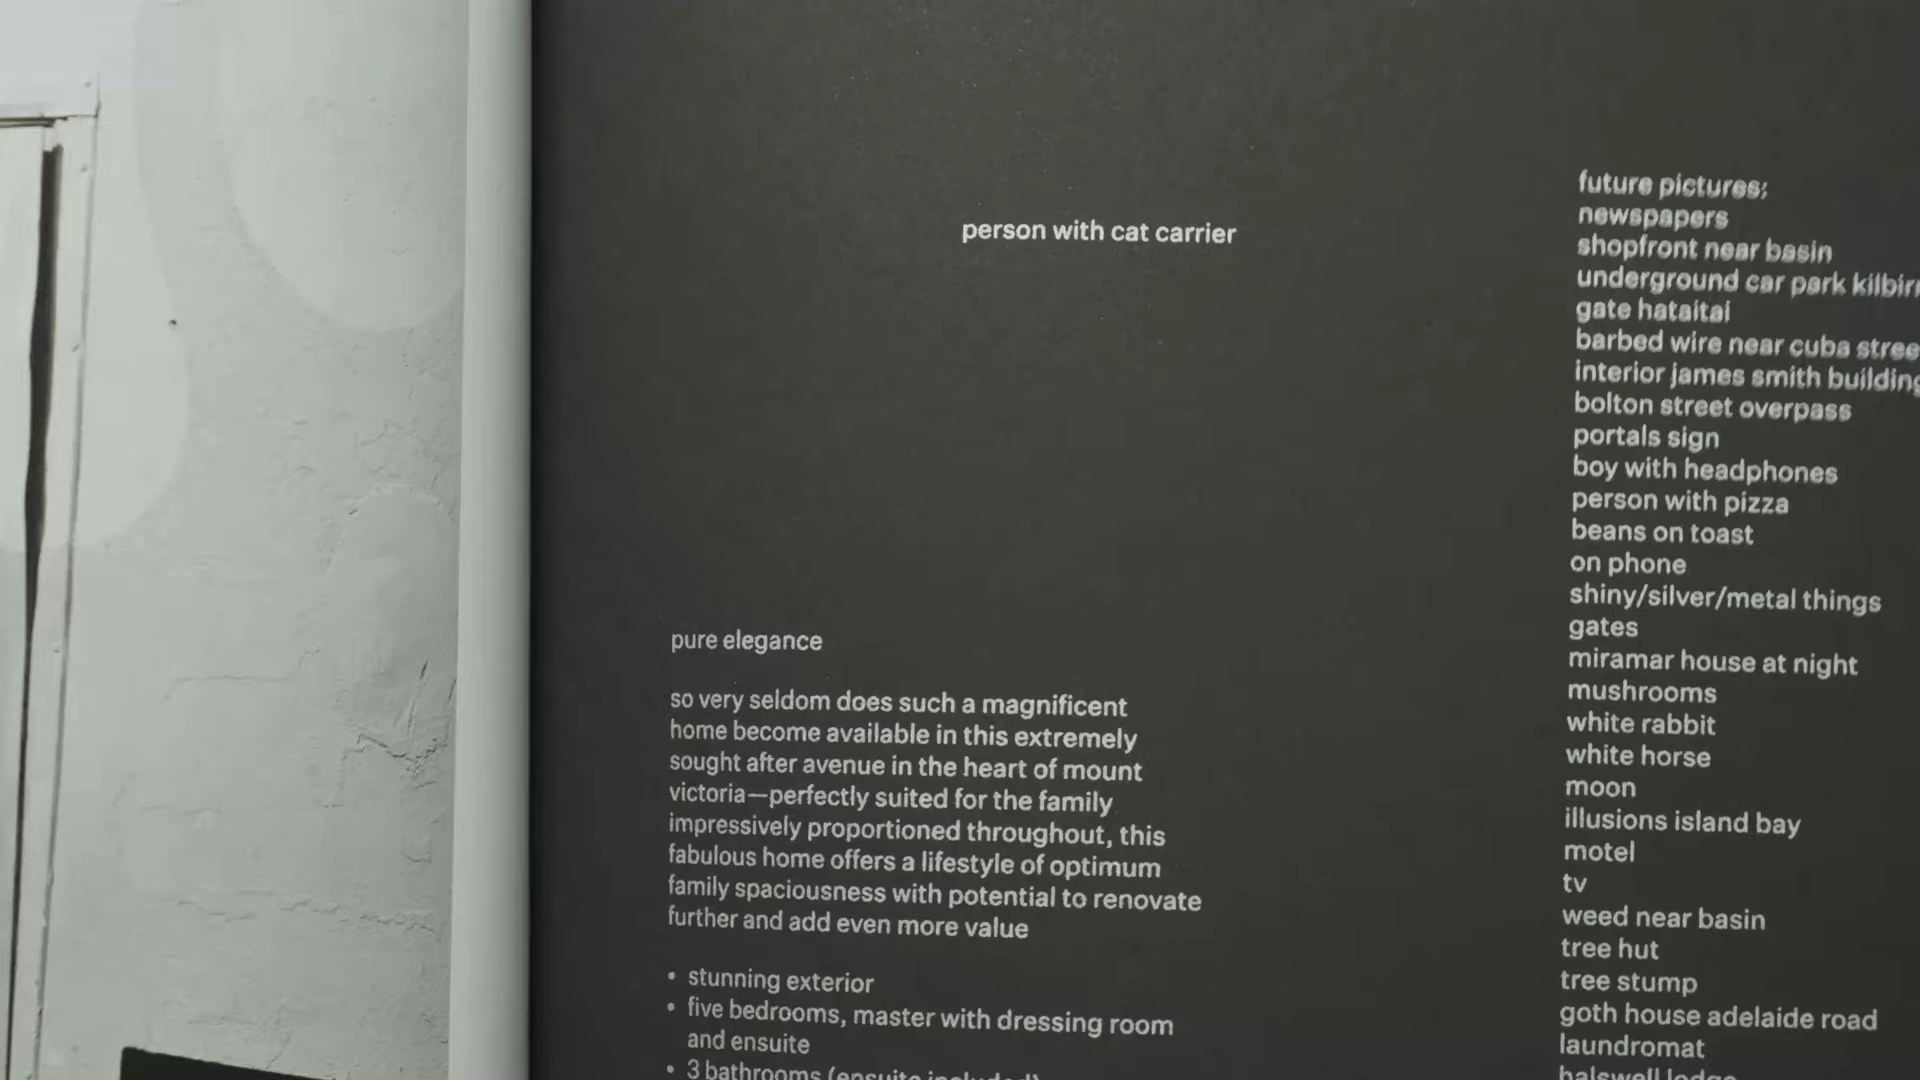 person with cat carrier
pure elegance
so very seldom does such a magnificent
home become available in this extremely
sought after avenue in the heart of mount
victoria—perfectly suited for the family
impressively proportioned throughout, this
fabulous home offers a lifestyle of optimum
family spaciousness with potential to renovate
further and add even more value
• stunning exterior
• five bedrooms, master with dressing room
and ensuite
• 3 bathrooms (ensuite included)
future pictures:
newspapers
shopfront near basin
underground car park
gate hataitai
barbed wire near cuba
interior james smith building
bolton street overpass
portals sign
boy with headphones
person with pizza
beans on toast
on phone
shiny/silver/metal things
gates
miramar house at night
mushrooms
white rabbit
white horse
moon
illusions island bay
motel
tv
weed near basin
tree hut
tree stump
goth house adelaide road
laundromat
halswell lodge